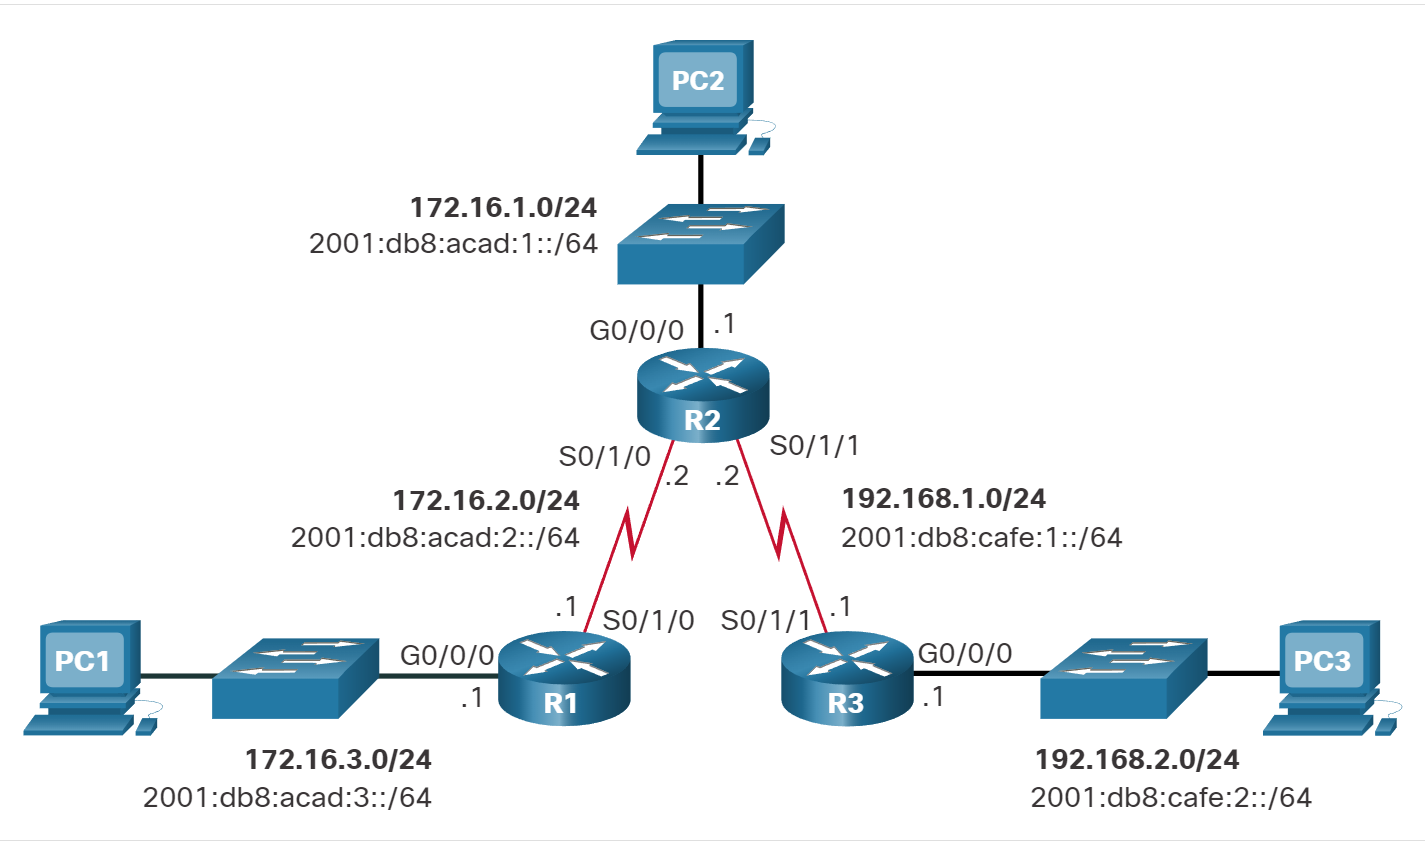 PC2
172.16.1.0/24
2001:db8:acad:1::/64
G0/0/0
.1
R2
S0/1/0
.2
.2
S0/1/1
172.16.2.0/24
2001:db8:acad:2::/64
192.168.1.0/24
2001:db8:cafe:1::/64
.1
S0/1/0
S0/1/1
.1
PC1
G0/0/0
.1
R1
R3
G0/0/0
.1
PC3
172.16.3.0/24
2001:db8:acad:3::/64
192.168.2.0/24
2001:db8:cafe:2::/64